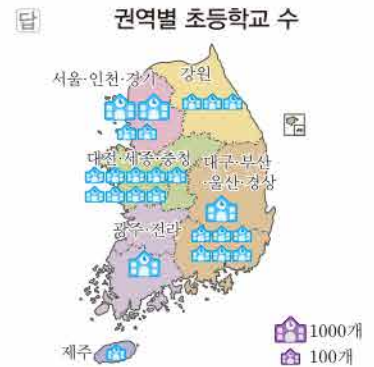 답
권역별 초등학교 수
서울·인천·경기
강원
대전·세종·충청
대구·부산
·울산·경상
광주·전라
제주
1000개
100개